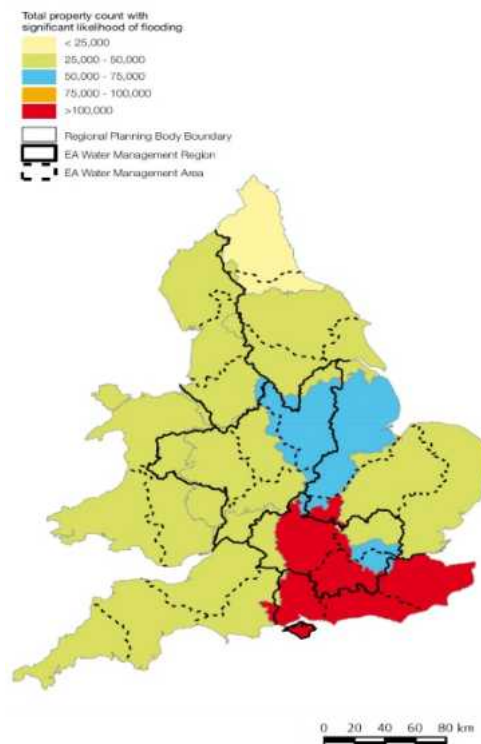 Total property count with
significant likelihood of flooding
< 25,000
25,000 - 50,000
50,000 - 75,000
75,000 - 100,000
>100,000
Regional Planning Body Boundary
EA Water Management Region
EA Water Management Area
0 20 40 60 80 km